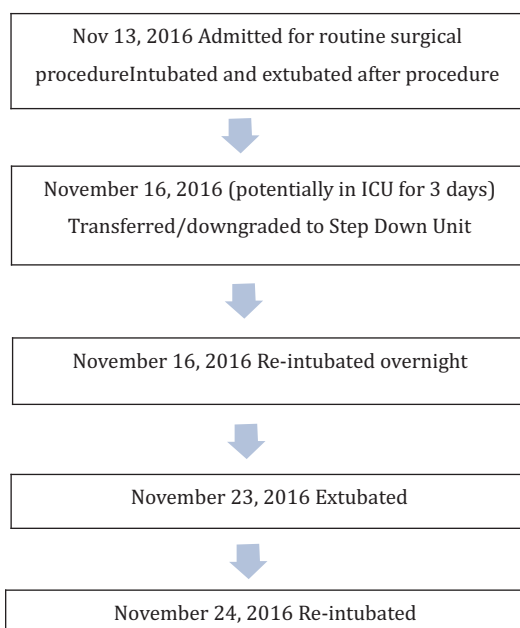 Nov 13, 2016 Admitted for routine surgical
procedureIntubated and extubated after procedure
November 16, 2016 (potentially in ICU for 3 days)
Transferred/downgraded to Step Down Unit
November 16, 2016 Re-intubated overnight
November 23, 2016 Extubated
November 24, 2016 Re-intubated